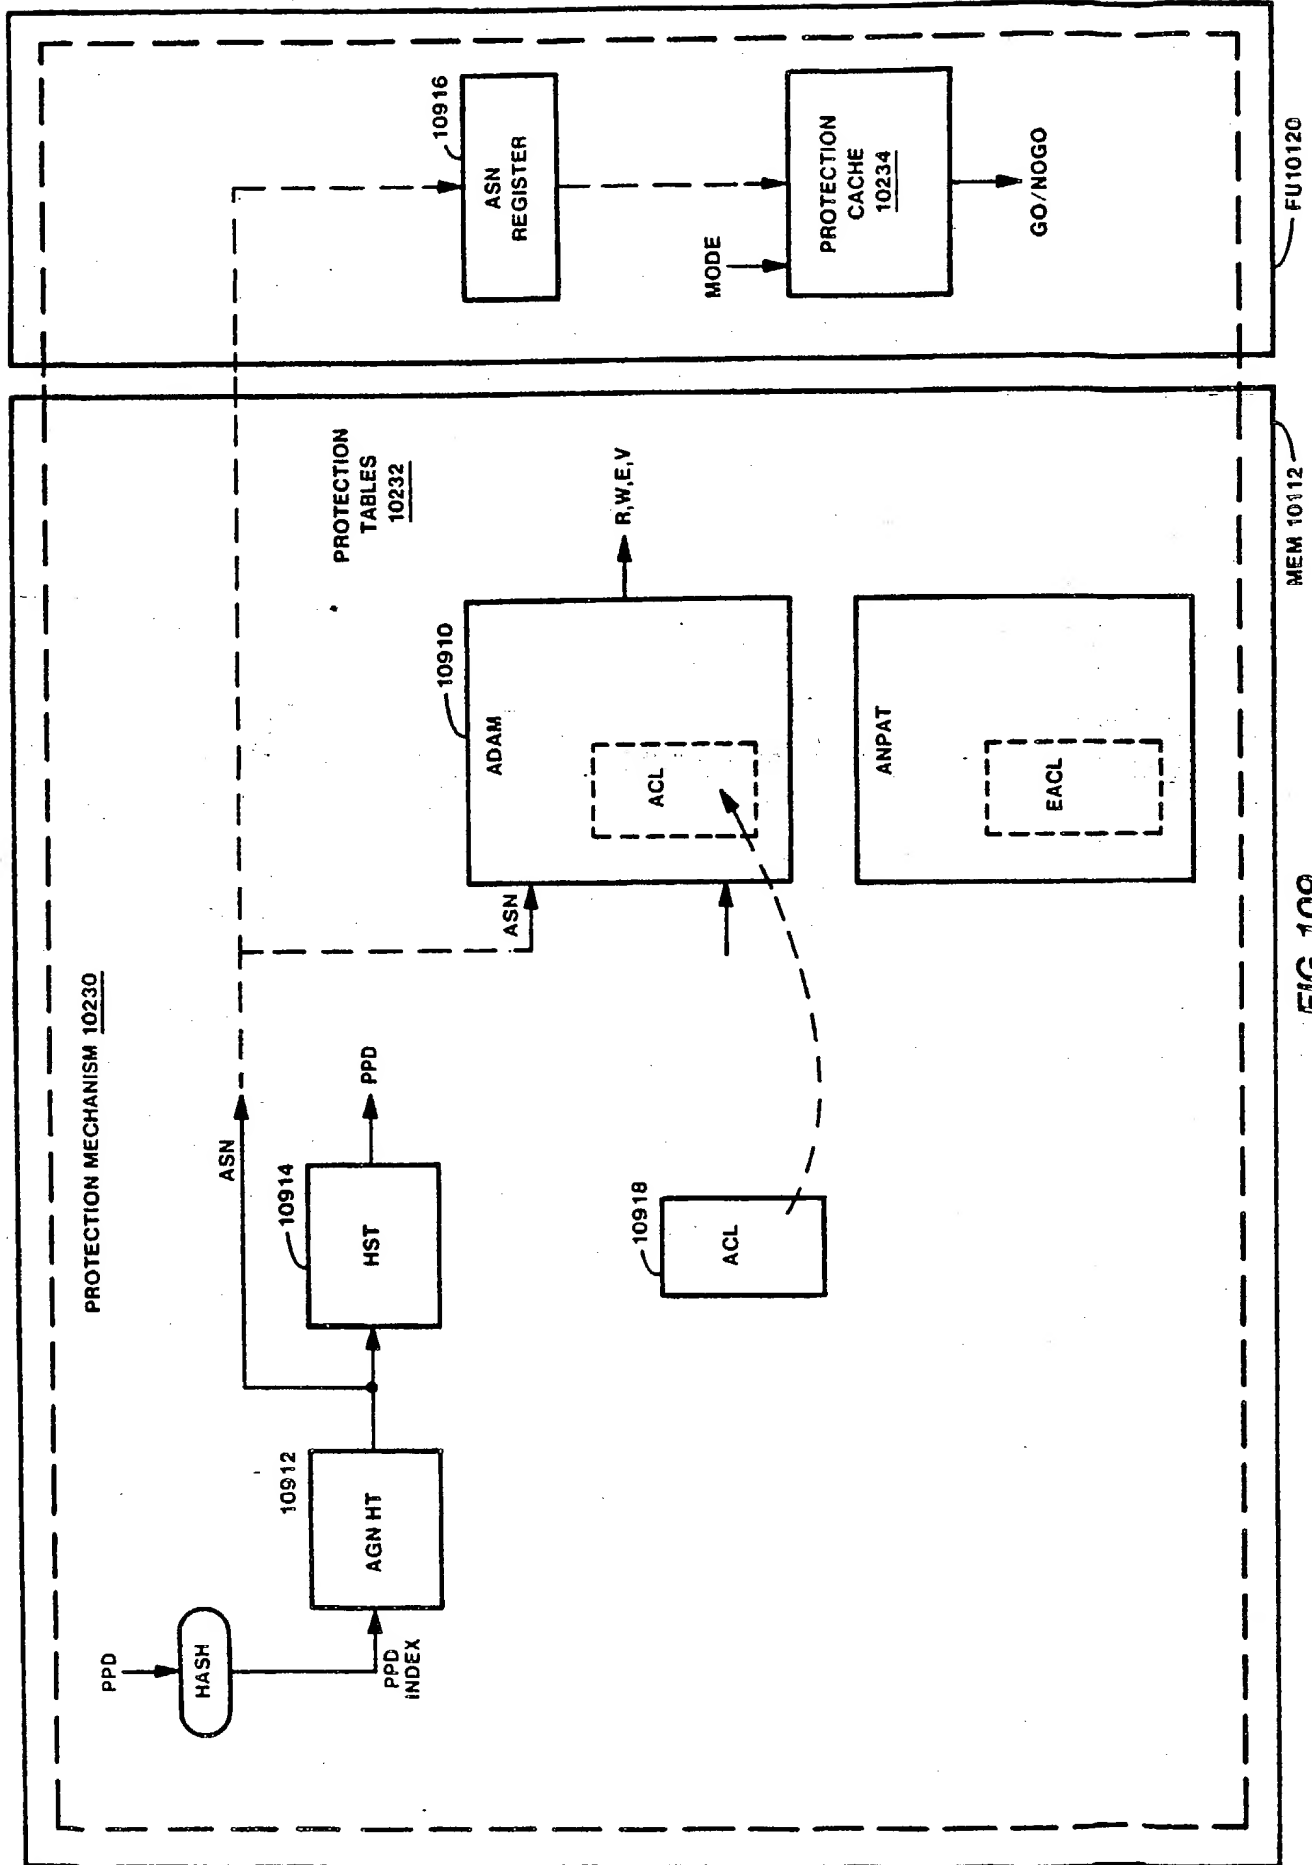 PROTECTION MECHANISM 10230
PPD
HASH
PPD
INDEX
AGN HT
10912
ASN
HST
10914
PPD
ACL
10918
ASN
ADAM
10910
ACL
R,W,E,V
PROTECTION
TABLES
10232
ANPAT
EACL
MEM 10112
ASN
REGISTER
10916
MODE
PROTECTION
CACHE
10234
GO/NOGO
FU10120
FIG. 109